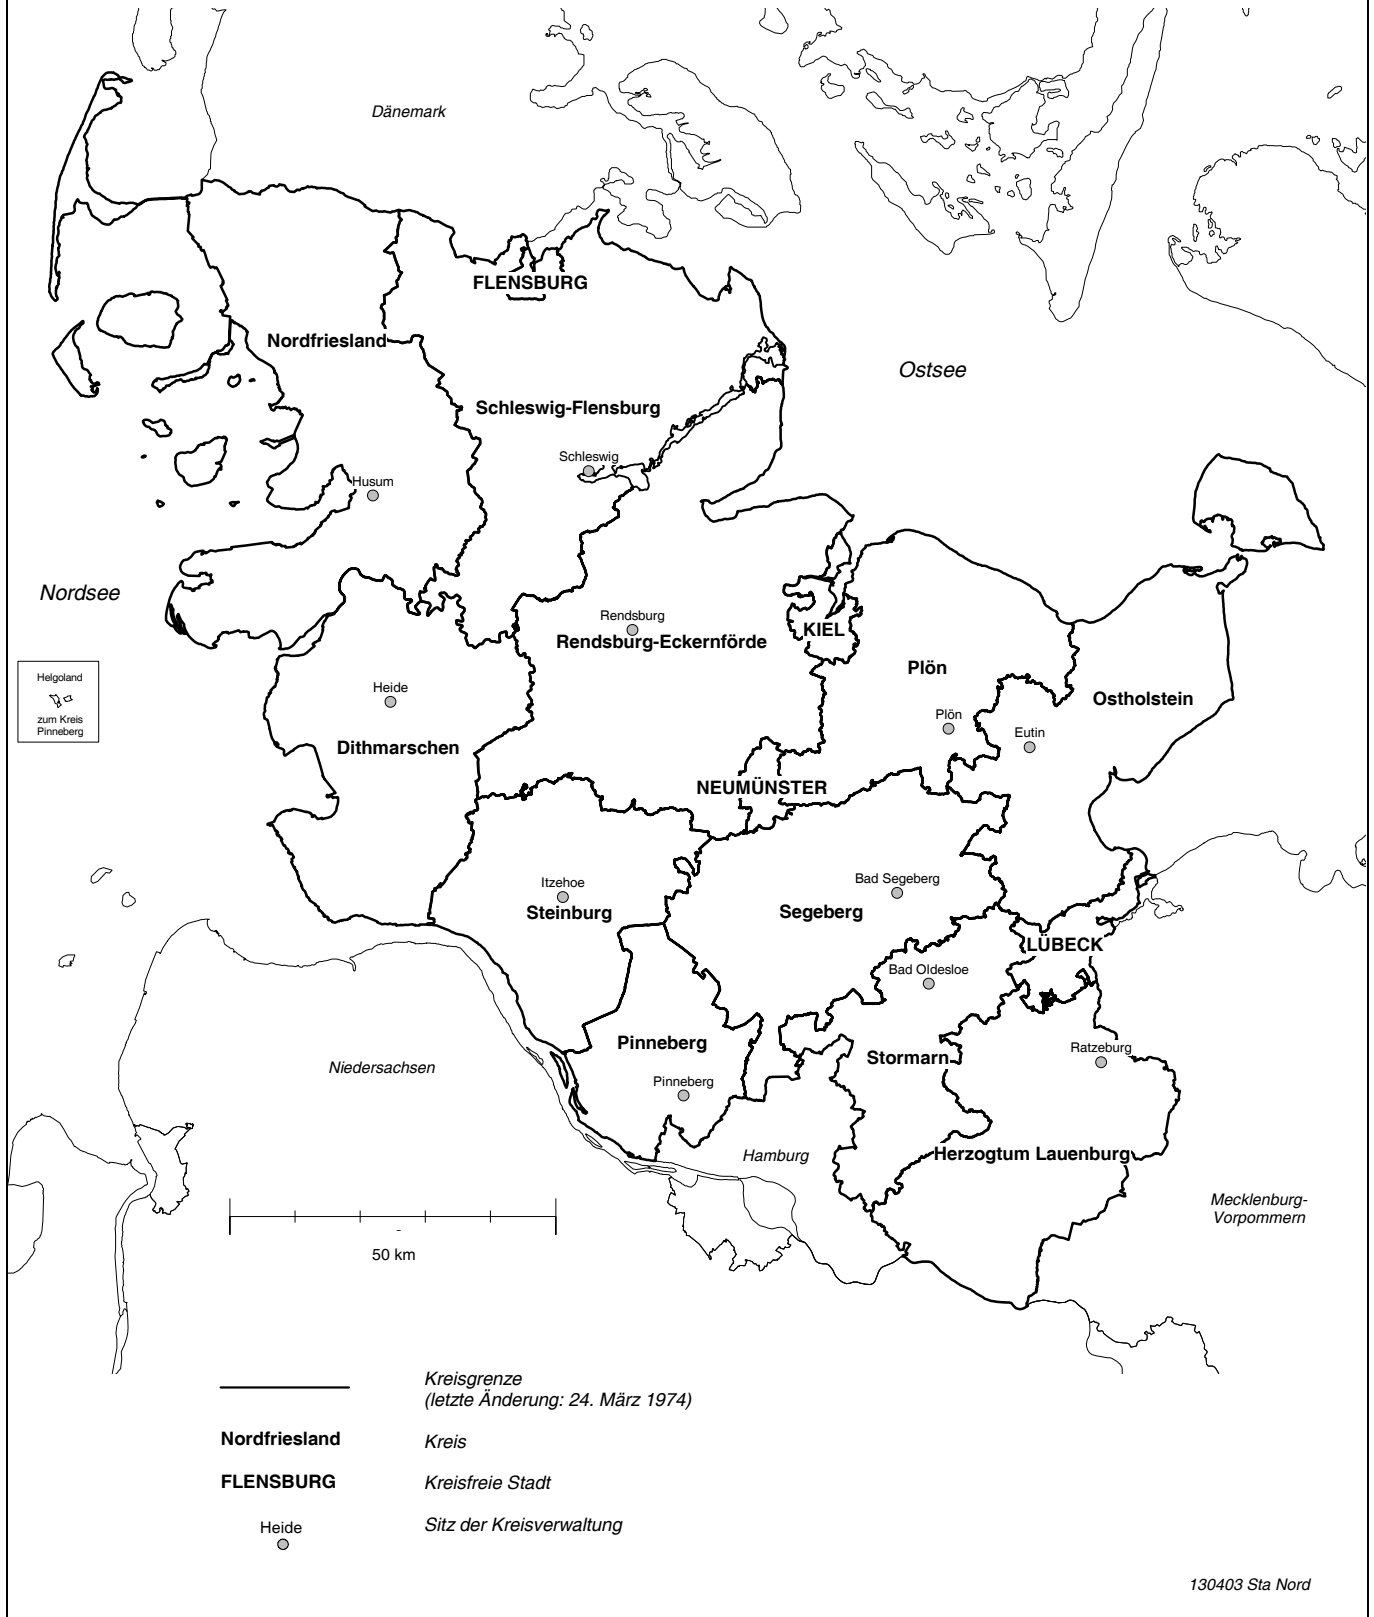 Dänemark
FLENSBURG
Nordfriesland
Ostsee
Schleswig-Flensburg
Schleswig
Husum
Nordsee
Rendsburg
Rendsburg-Eckernförde
KIEL
Plön
Helgoland
zum Kreis
Pinneberg
Heide
Ostholstein
Plön
Eutin
Dithmarschen
NEUMÜNSTER
Itzehoe
Steinburg
Bad Segeberg
Segeberg
LÜBECK
Bad Oldesloe
Pinneberg
Stormarn
Ratzeburg
Niedersachsen
Pinneberg
Hamburg
Herzogtum Lauenburg
Mecklenburg-
Vorpommern
-
50 km
Kreisgrenze
(letzte Änderung: 24. März 1974)
Nordfriesland
Kreis
FLENSBURG
Kreisfreie Stadt
Heide
Sitz der Kreisverwaltung
130403 Sta Nord